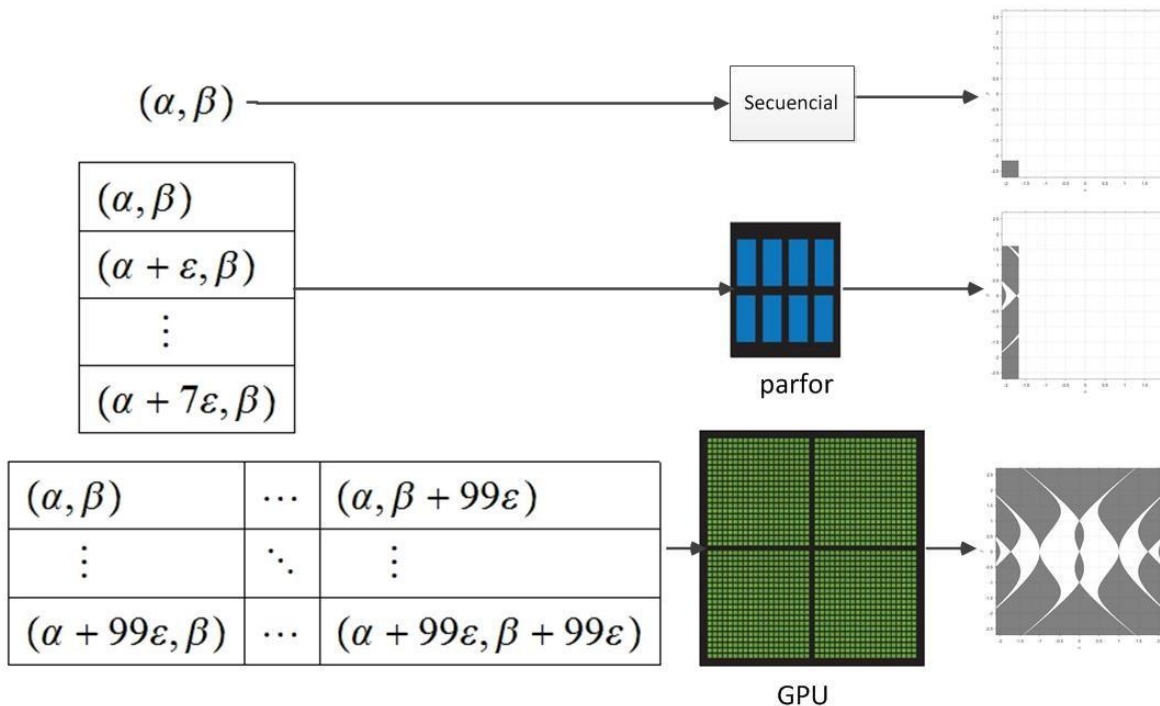 (α, β)
Secuencial
(α, β)
(α + ε, β)
⋮
(α + 7ε, β)
parfor
(α, β) ⋯ (α, β + 99ε)
⋮ ⋱ ⋮
(α + 99ε, β) ⋯ (α + 99ε, β + 99ε)
GPU